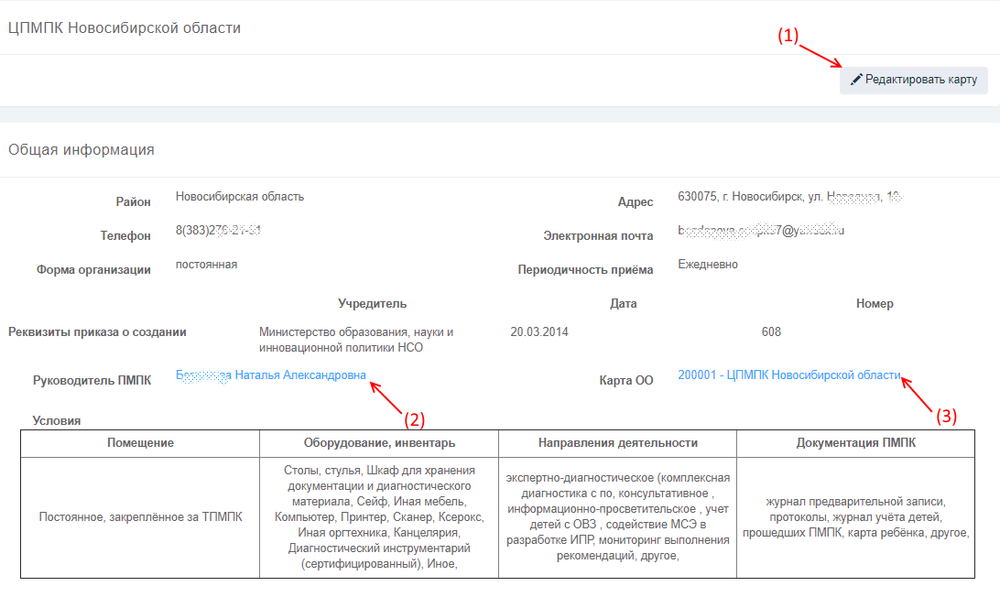 ЦПМПК Новосибирской области
(1)
Редактировать карту
Общая информация
Район Новосибирская область Адрес 630075, г. Новосибирск, ул.
Телефон Электронная почта
Форма организации постоянная Периодичность приёма Ежедневно
Учредитель Дата Номер
Реквизиты приказа о создании Министерство образования, науки и 20.03.2014 608
инновационной политики НСО
Руководитель ПМПК Наталья Александровна Карта ОО 200001 - ЦПМПК Новосибирской области
(2) (3)
Условия
Помещение Оборудование, инвентарь Направления деятельности Документация ПМПК
Постоянное, закреплённое за ТПМПК
Столы, стулья, Шкаф для хранения
документации и диагностического
материала, Сейф, Иная мебель,
Компьютер, Принтер, Сканер, Ксерокс,
Иная оргтехника, Канцелярия,
Диагностический инструментарий
(сертифицированный), Иное,
экспертно-диагностическое (комплексная
диагностика с по, консультативное ,
информационно-просветительское , учет
детей с ОВЗ , содействие МСЭ в
разработке ИПР, мониторинг выполнения
рекомендаций, другое,
журнал предварительной записи,
протоколы, журнал учёта детей,
прошедших ПМПК, карта ребёнка, другое,